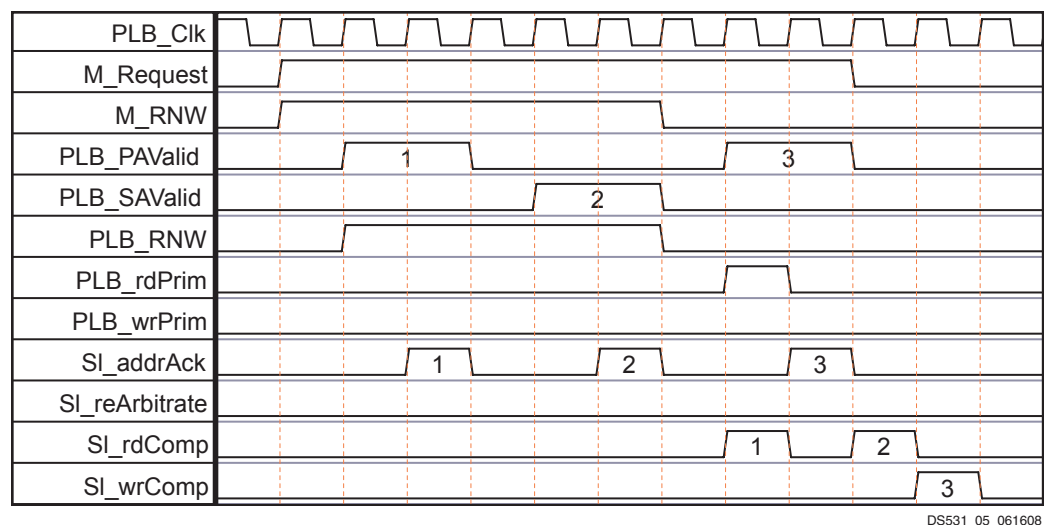 PLB_Clk
M_Request
M_RNW
PLB_PAValid 1 3
PLB_SAValid 2
PLB_RNW
PLB_rdPrim
PLB_wrPrim
Sl_addrAck 1 2 3
Sl_reArbitrate
Sl_rdComp 1 2
Sl_wrComp 3
DS531_05_061608